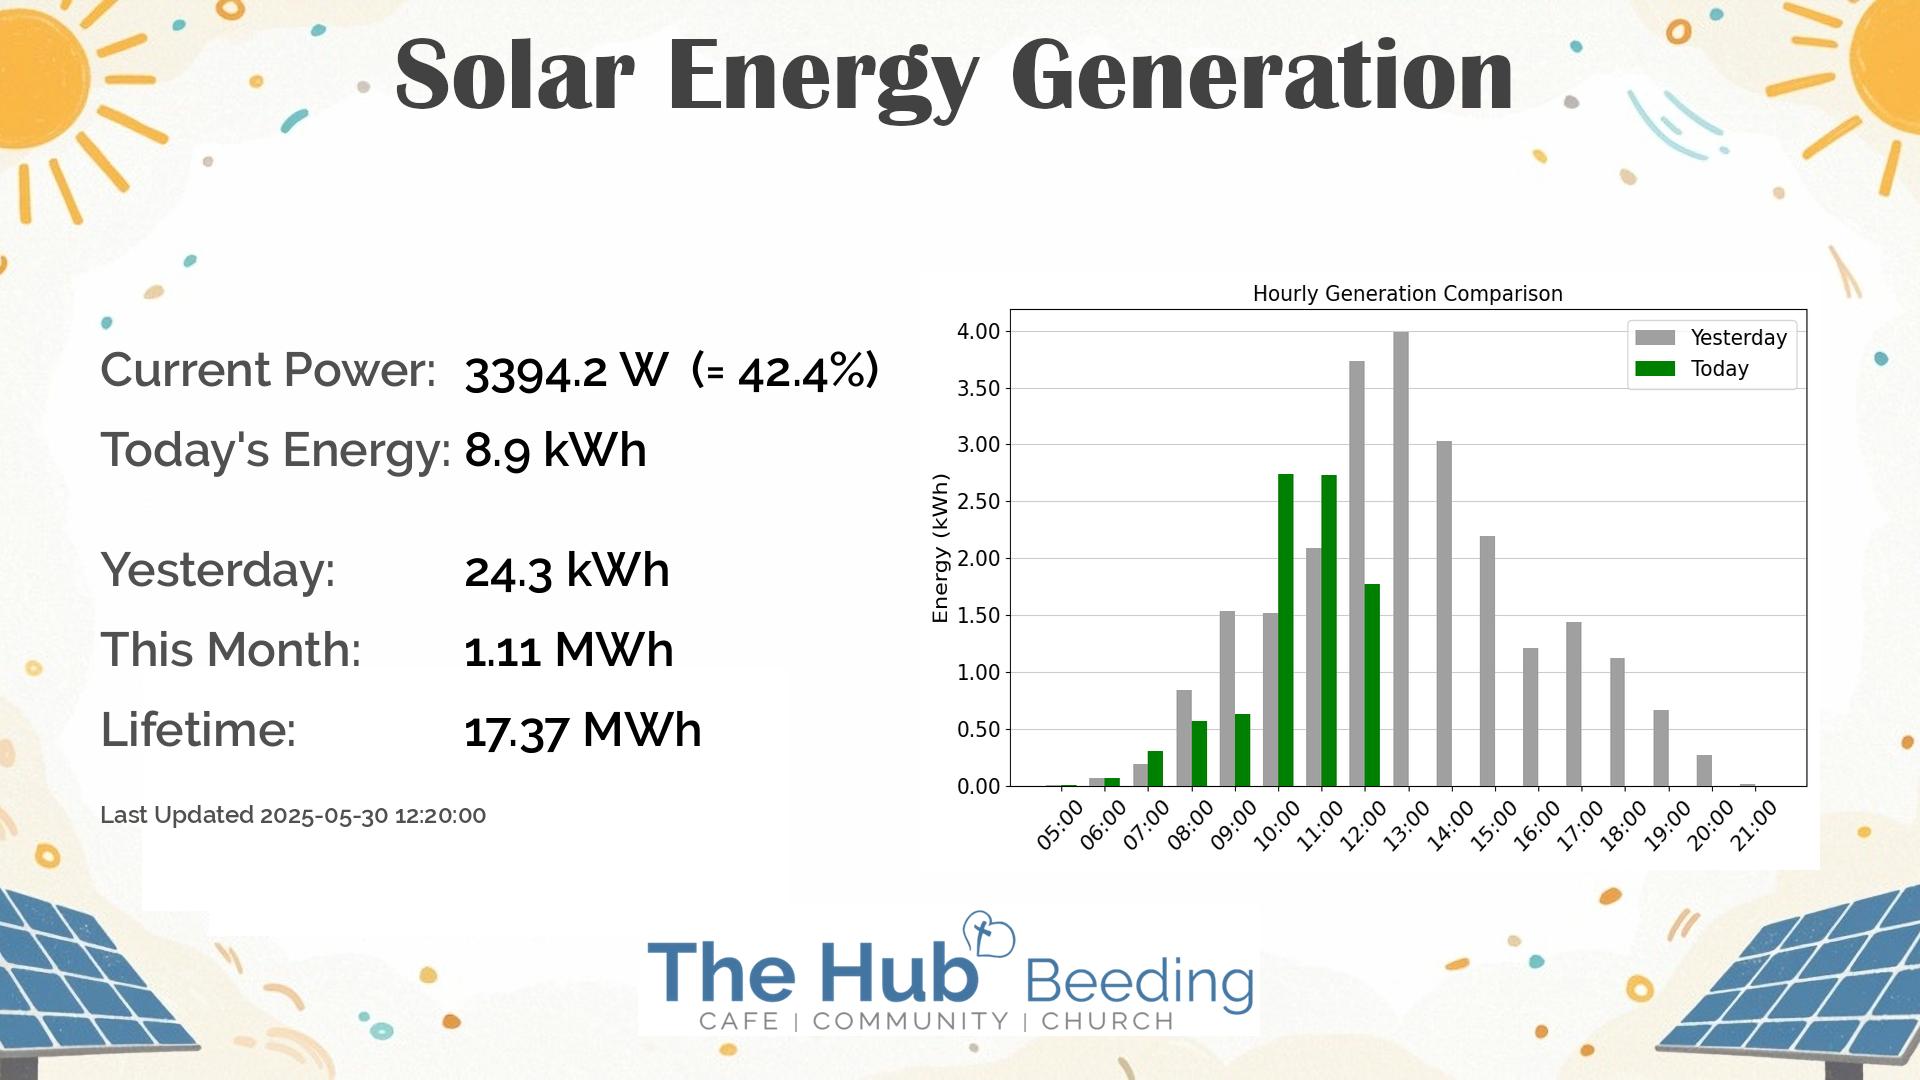 Solar Energy Generation
Current Power: 3394.2 W (= 42.4%)
Today's Energy: 8.9 kWh
Yesterday: 24.3 kWh
This Month: 1.11 MWh
Lifetime: 17.37 MWh
Last Updated 2025-05-30 12:20:00
Hourly Generation Comparison
Yesterday
Today
Energy (kWh)
4.00
3.50
3.00
2.50
2.00
1.50
1.00
0.50
0.00
05:00 06:00 07:00 08:00 09:00 10:00 11:00 12:00 13:00 14:00 15:00 16:00 17:00 18:00 19:00 20:00 21:00
The Hub Beeding
CAFE | COMMUNITY | CHURCH